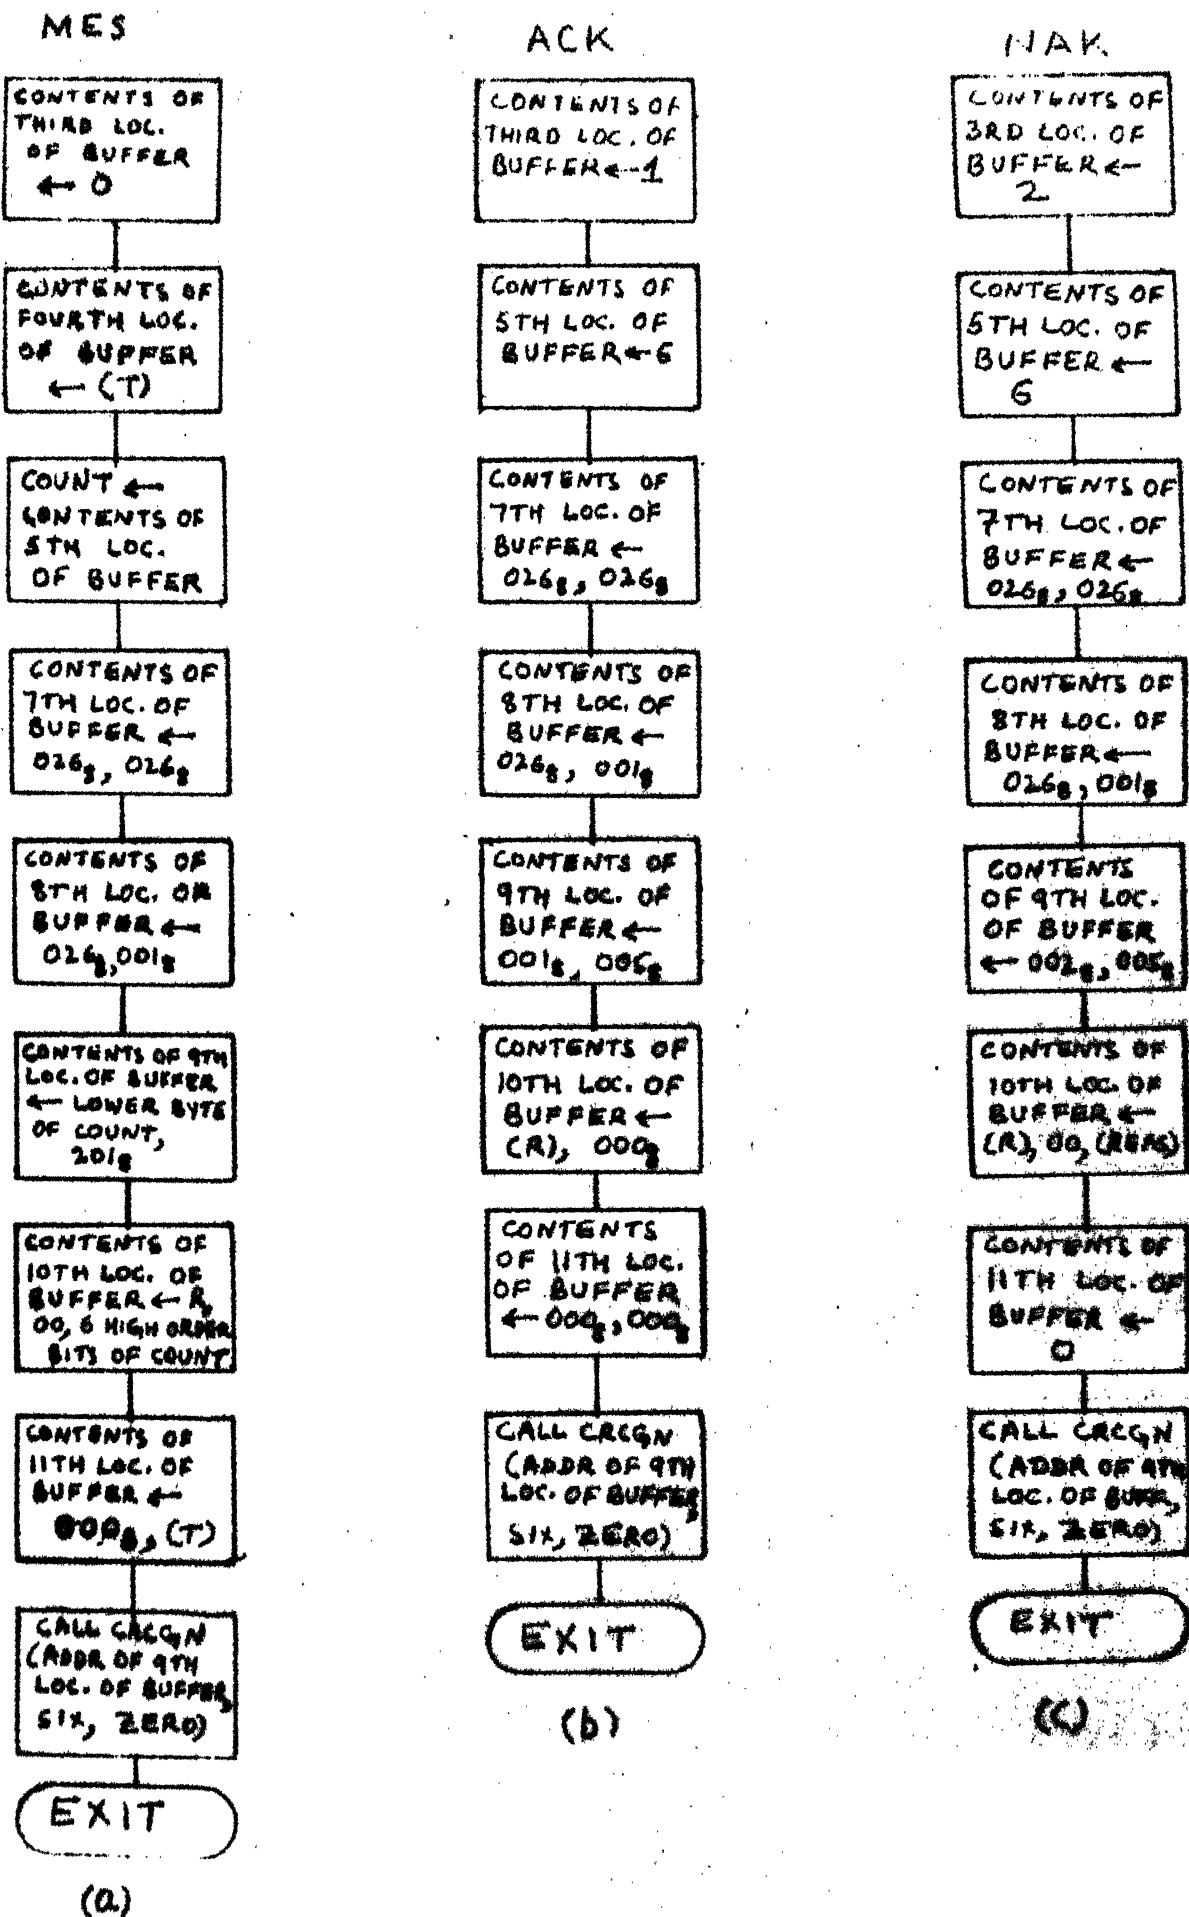 MES
CONTENTS OF
THIRD LOC.
OF BUFFER
← 0
CONTENTS OF
FOURTH LOC.
OF BUFFER
← (T)
COUNT ←
CONTENTS OF
5TH LOC.
OF BUFFER
CONTENTS OF
7TH LOC. OF
BUFFER ←
026₈, 026₈
CONTENTS OF
8TH LOC. OR
BUFFER ←
026₈, 001₈
CONTENTS OF 9TH
LOC. OF BUFFER
← LOWER BYTE
OF COUNT,
201₈
CONTENTS OF
10TH LOC. OF
BUFFER ← R,
00, 6 HIGH ORDER
BITS OF COUNT
CONTENTS OF
11TH LOC. OF
BUFFER ←
000₈, (T)
CALL CRCGN
(ADDR OF 9TH
LOC. OF BUFFER,
SIX, ZERO)
EXIT
(a)
ACK
CONTENTS OF
THIRD LOC. OF
BUFFER ← 1
CONTENTS OF
5TH LOC. OF
BUFFER ← 6
CONTENTS OF
7TH LOC. OF
BUFFER ←
026₈, 026₈
CONTENTS OF
8TH LOC. OF
BUFFER ←
026₈, 001₈
CONTENTS OF
9TH LOC. OF
BUFFER ←
001₈, 005₈
CONTENTS OF
10TH LOC. OF
BUFFER ←
(R), 000₈
CONTENTS
OF 11TH LOC.
OF BUFFER
← 000₈, 000₈
CALL CRCGN
(ADDR OF 9TH
LOC. OF BUFFER,
SIX, ZERO)
EXIT
(b)
NAK
CONTENTS OF
3RD LOC. OF
BUFFER ←
2
CONTENTS OF
5TH LOC. OF
BUFFER ←
6
CONTENTS OF
7TH LOC. OF
BUFFER ←
026₈, 026₈
CONTENTS OF
8TH LOC. OF
BUFFER ←
026₈, 001₈
CONTENTS
OF 9TH LOC.
OF BUFFER
← 002₈, 005₈
CONTENTS OF
10TH LOC. OF
BUFFER ←
(R), 00, (REAS)
CONTENTS OF
11TH LOC. OF
BUFFER ←
0
CALL CRCGN
(ADDR OF 9TH
LOC. OF BUFF,
SIX, ZERO)
EXIT
(c)